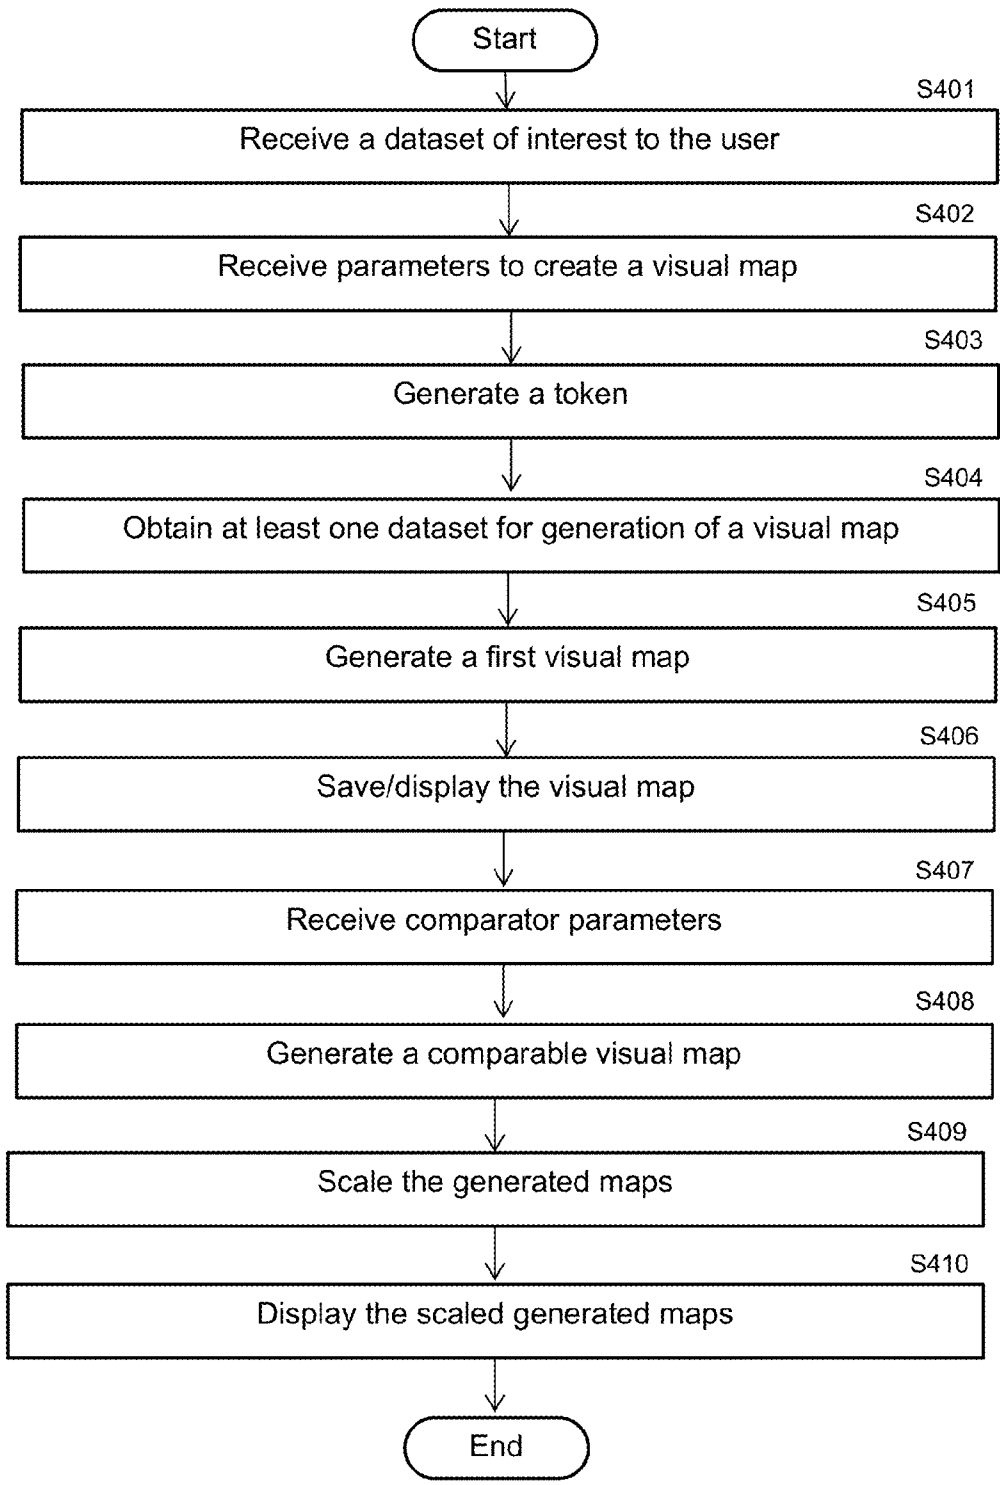 Start
S401
Receive a dataset of interest to the user
S402
Receive parameters to create a visual map
S403
Generate a token
S404
Obtain at least one dataset for generation of a visual map
S405
Generate a first visual map
S406
Save/display the visual map
S407
Receive comparator parameters
S408
Generate a comparable visual map
S409
Scale the generated maps
S410
Display the scaled generated maps
End